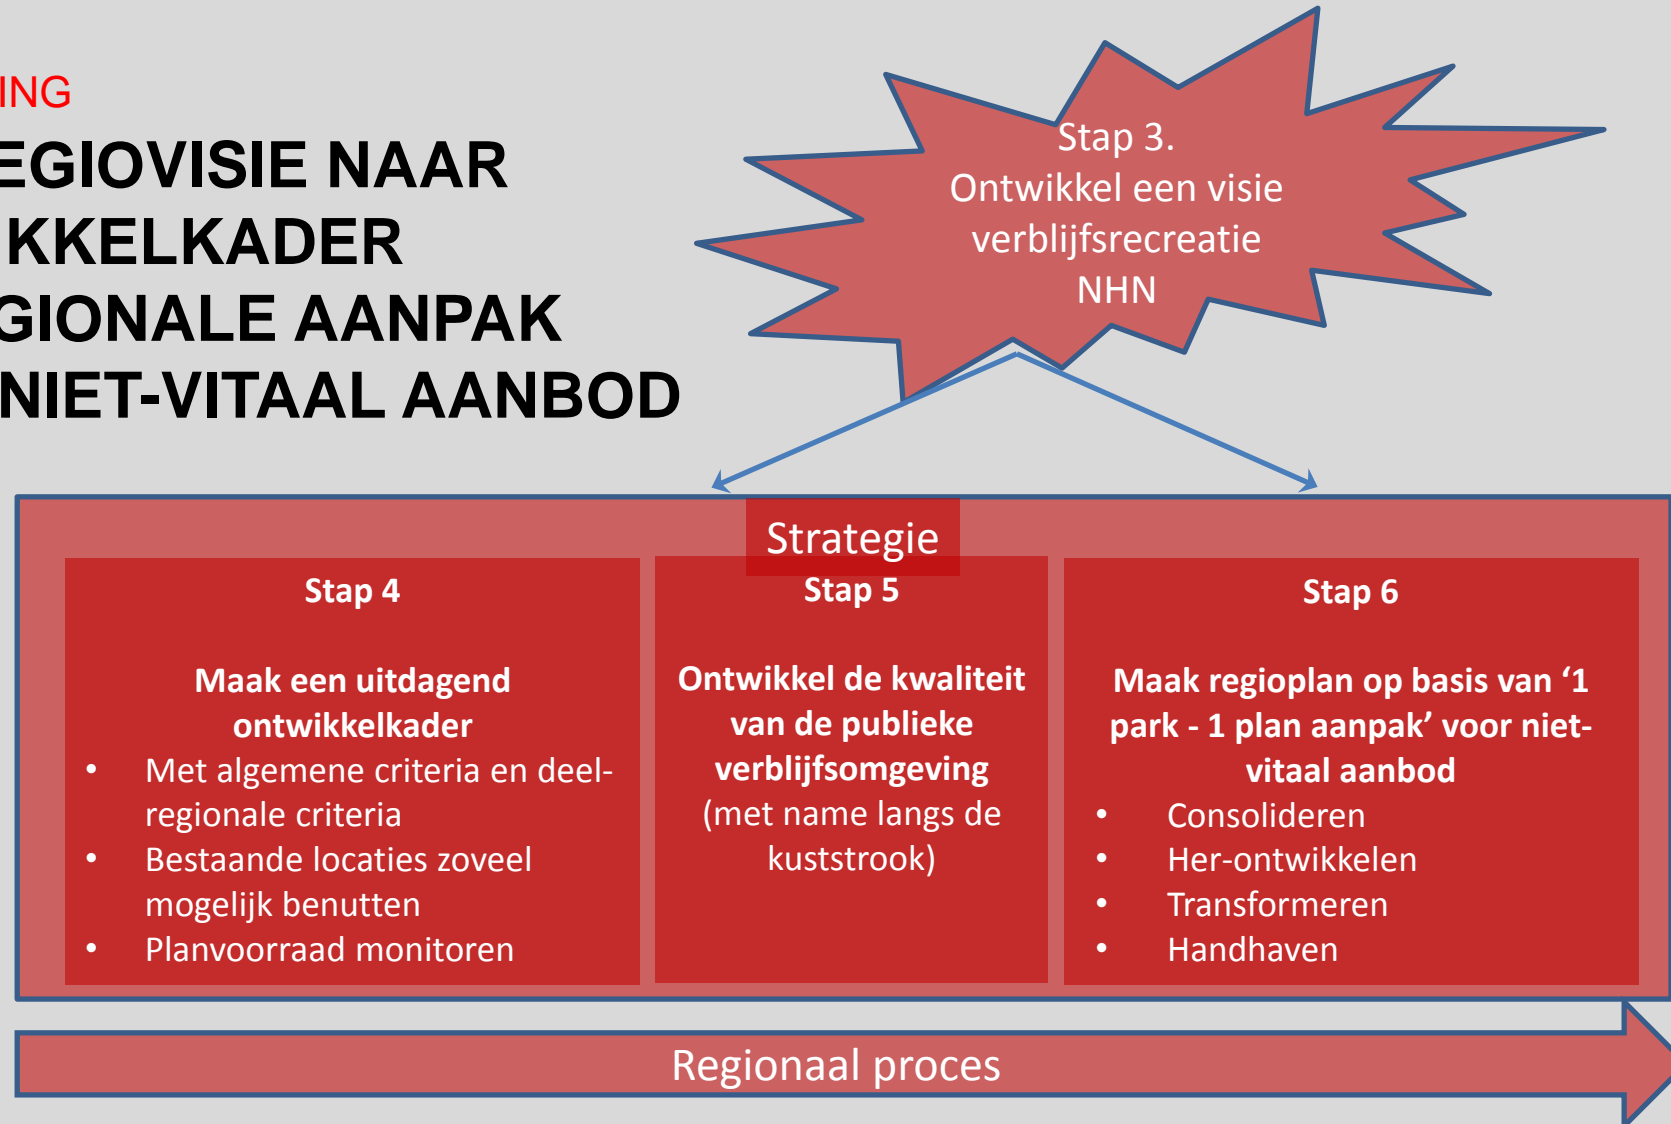 ING
EGIOVISIE NAAR
IKKELKADER
GIONALE AANPAK
NIET-VITAAL AANBOD
Stap 3.
Ontwikkel een visie
verblijfsrecreatie
NHN
Strategie
Stap 4
Maak een uitdagend
ontwikkelkader
• Met algemene criteria en deel-
regionale criteria
• Bestaande locaties zoveel
mogelijk benutten
• Planvoorraad monitoren
Stap 5
Ontwikkel de kwaliteit
van de publieke
verblijfsomgeving
(met name langs de
kuststrook)
Stap 6
Maak regioplan op basis van ‘1
park - 1 plan aanpak’ voor niet-
vitaal aanbod
• Consolideren
• Her-ontwikkelen
• Transformeren
• Handhaven
Regionaal proces